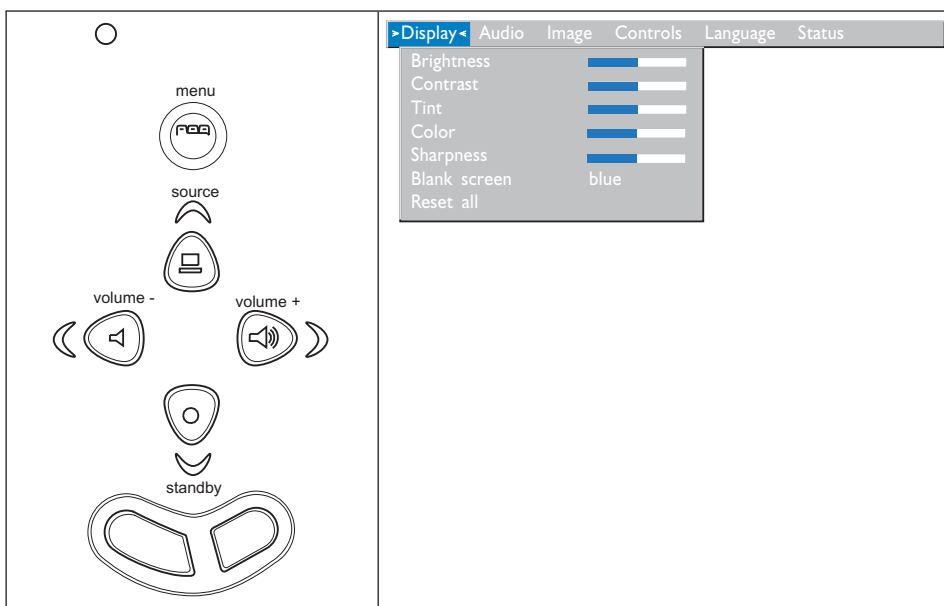 menu
source
volume -
volume +
standby
>Display< Audio Image Controls Language Status
Brightness
Contrast
Tint
Color
Sharpness
Blank screen blue
Reset all